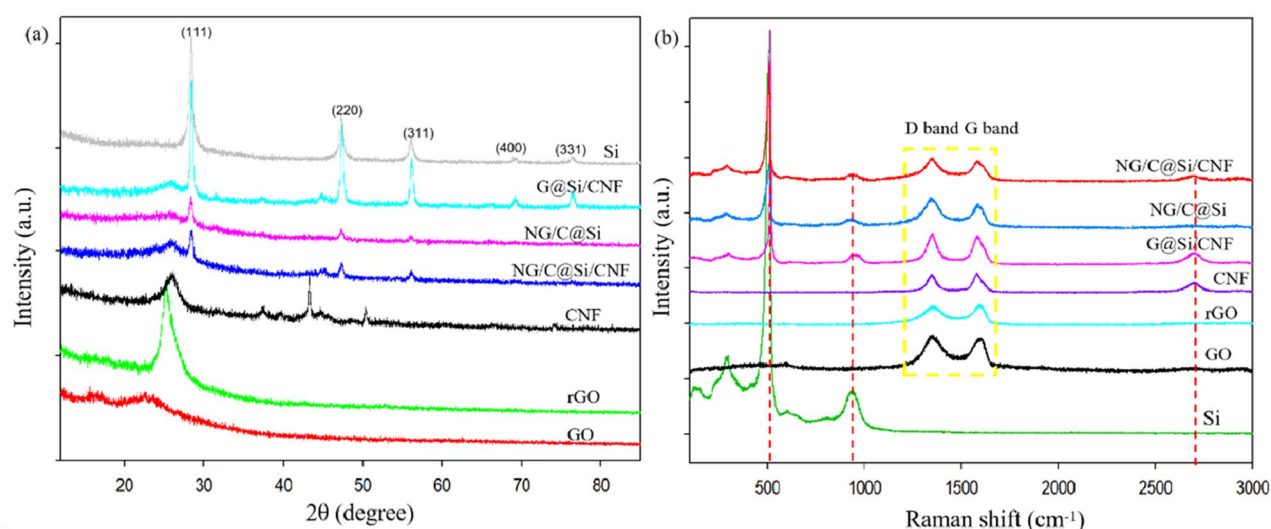 (a)
(111)
(220)
(311)
(400)
(331)
Si
G@Si/CNF
NG/C@Si
NG/C@Si/CNF
CNF
rGO
GO
Intensity (a.u.)
20 30 40 50 60 70 80
2θ (degree)
(b)
D band G band
NG/C@Si/CNF
NG/C@Si
G@Si/CNF
CNF
rGO
GO
Si
Intensity (a.u.)
500 1000 1500 2000 2500 3000
Raman shift (cm-1)